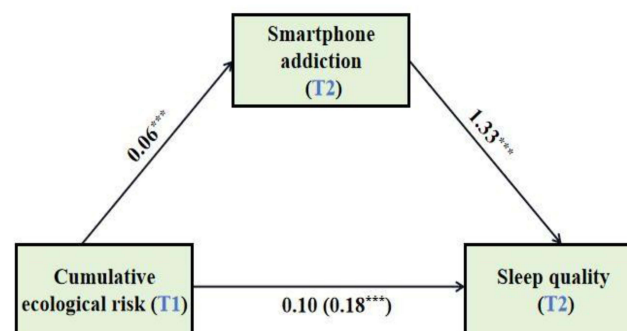 Smartphone
addiction
(T2)
0.06***
1.33***
Cumulative
ecological risk (T1)
0.10 (0.18***)
Sleep quality
(T2)